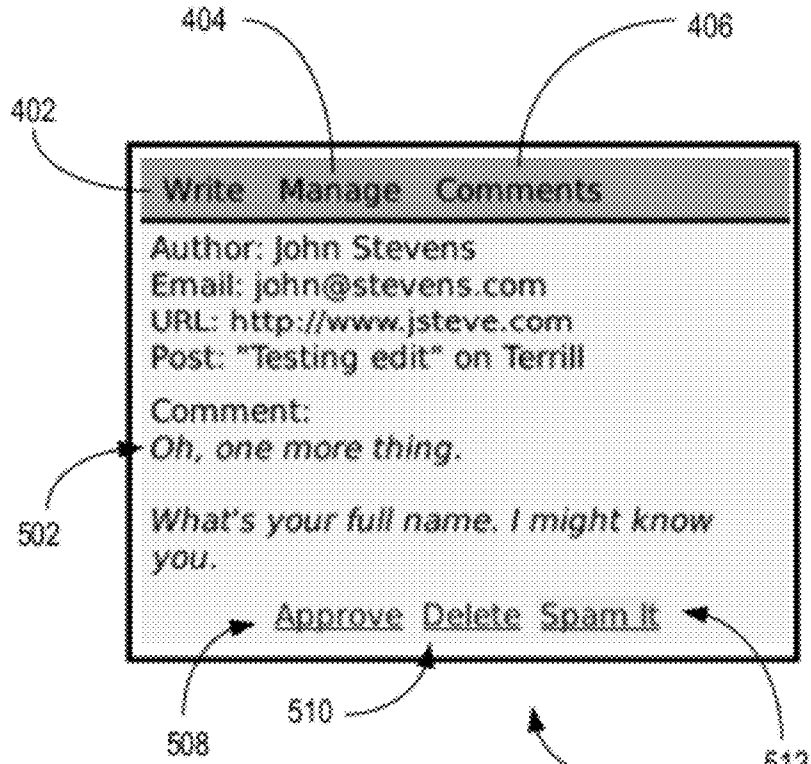 404
406
402
Write Manage Comments
Author: John Stevens
Email: john@stevens.com
URL: http://www.jsteve.com
Post: "Testing edit" on Terrill
Comment:
Oh, one more thing.
502
What's your full name. I might know
you.
Approve Delete Spam It
510
508
512